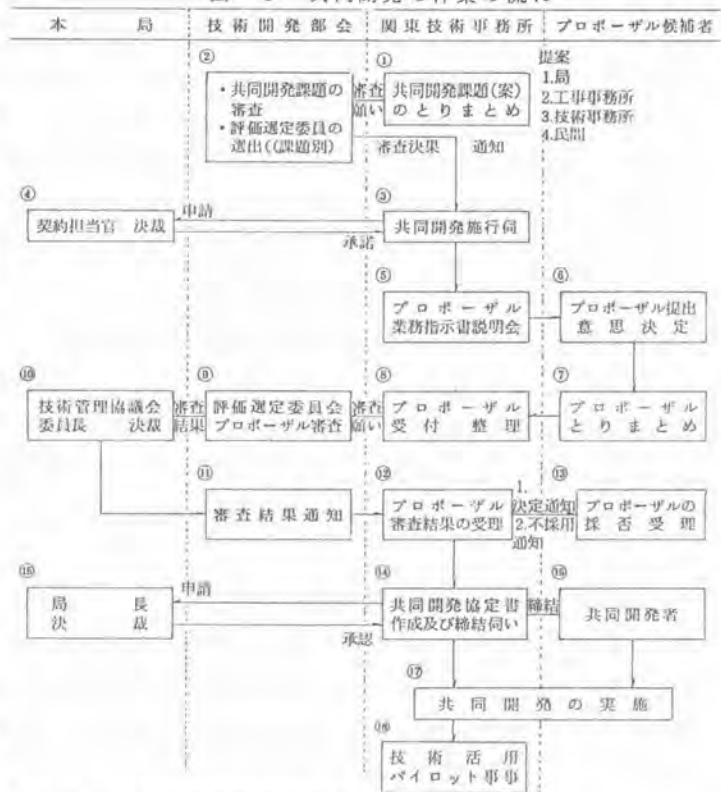 本局 技術開発部会 関東技術事務所 プロポーザル候補者
② ①
提案
1.局
2.工事事務所
3.技術事務所
4.民間
・共同開発課題の
審査
・評価選定委員の
選出((課題別)
審査
願い
共同開発課題(案)
のとりまとめ
審査決果 通知
④ ③
契約担当官 決裁
申請
承諾
共同開発施行伺
⑤ ⑥
プロポーザル
業務指示書説明会
プロポーザル提出
意思決定
⑩ ⑨ ⑧ ⑦
技術管理協議会
委員長 決裁
審査
結果
評価選定委員会
プロポーザル審査
審査
願い
プロポーザル
受付整理
プロポーザル
とりまとめ
⑪ ⑫ ⑬
審査結果通知
プロポーザル
審査結果の受理
1.
決定通知
2.不採用
通知
プロポーザルの
採否受理
⑮ ⑭ ⑯
局長
決裁
申請
承認
共同開発協定書
作成及び締結伺い
締結
共同開発者
⑰
共同開発の実施
⑱
技術活用
パイロット事事